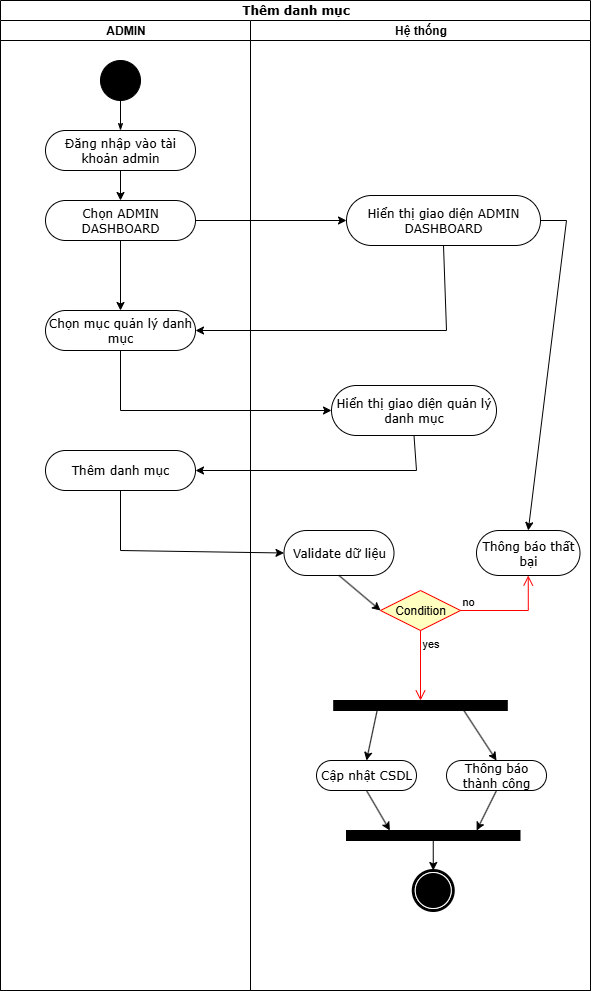 Thêm danh mục
ADMIN
Hệ thống
Đăng nhập vào tài
khoản admin
Chọn ADMIN
DASHBOARD
Hiển thị giao diện ADMIN
DASHBOARD
Chọn mục quản lý danh
mục
Hiển thị giao diện quản lý
danh mục
Thêm danh mục
Validate dữ liệu
Thông báo thất
bại
Condition
no
yes
Cập nhật CSDL
Thông báo
thành công